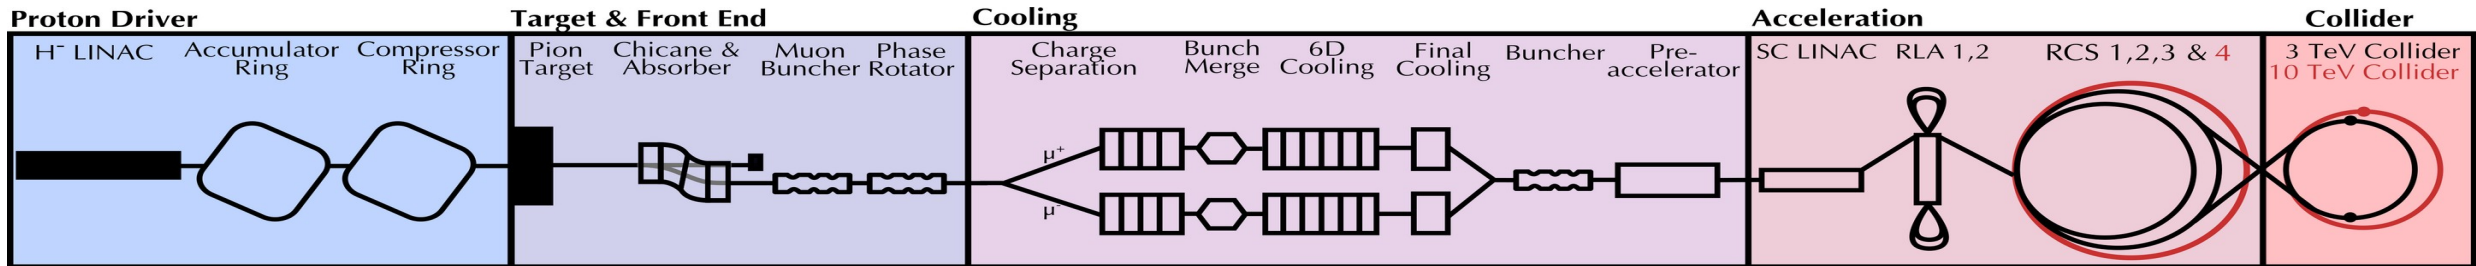 Proton Driver
Target & Front End
Cooling
Acceleration
Collider
H⁻ LINAC
Accumulator
Ring
Compressor
Ring
Pion
Target
Chicane &
Absorber
Muon
Buncher
Phase
Rotator
Charge
Separation
Bunch
Merge
6D
Cooling
Final
Cooling
Buncher
Pre-
accelerator
SC LINAC
RLA 1,2
RCS 1,2,3 & 4
3 TeV Collider
10 TeV Collider
μ⁺
μ⁻